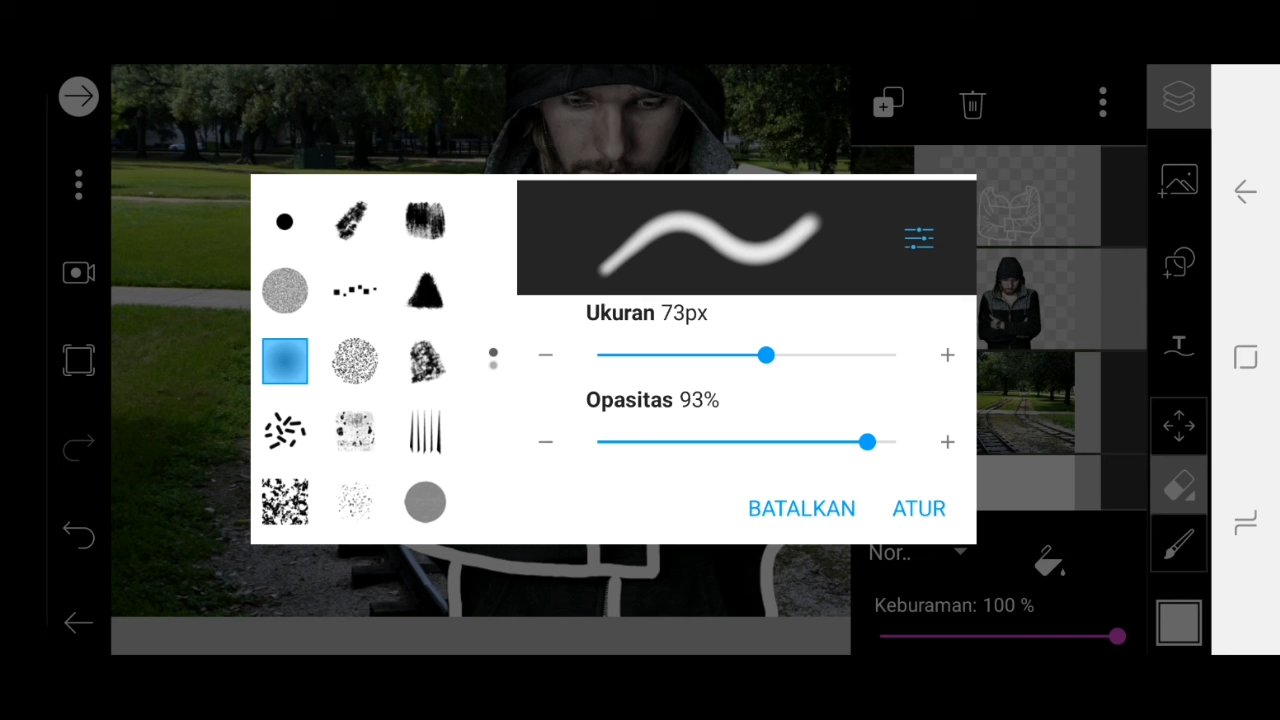 Ukuran 73px
Opasitas 93%
BATALKAN ATUR
Nor..
Keburaman: 100 %
T